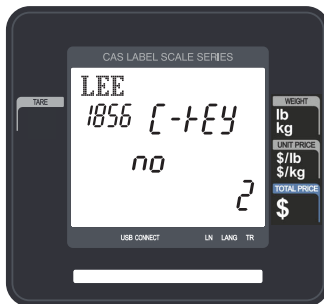 CAS LABEL SCALE SERIES
TARE
LEE
1856 C-KEY
no
2
WEIGHT
lb
kg
UNIT PRICE
$/lb
$/kg
TOTAL PRICE
$
USB CONNECT LN LANG TR